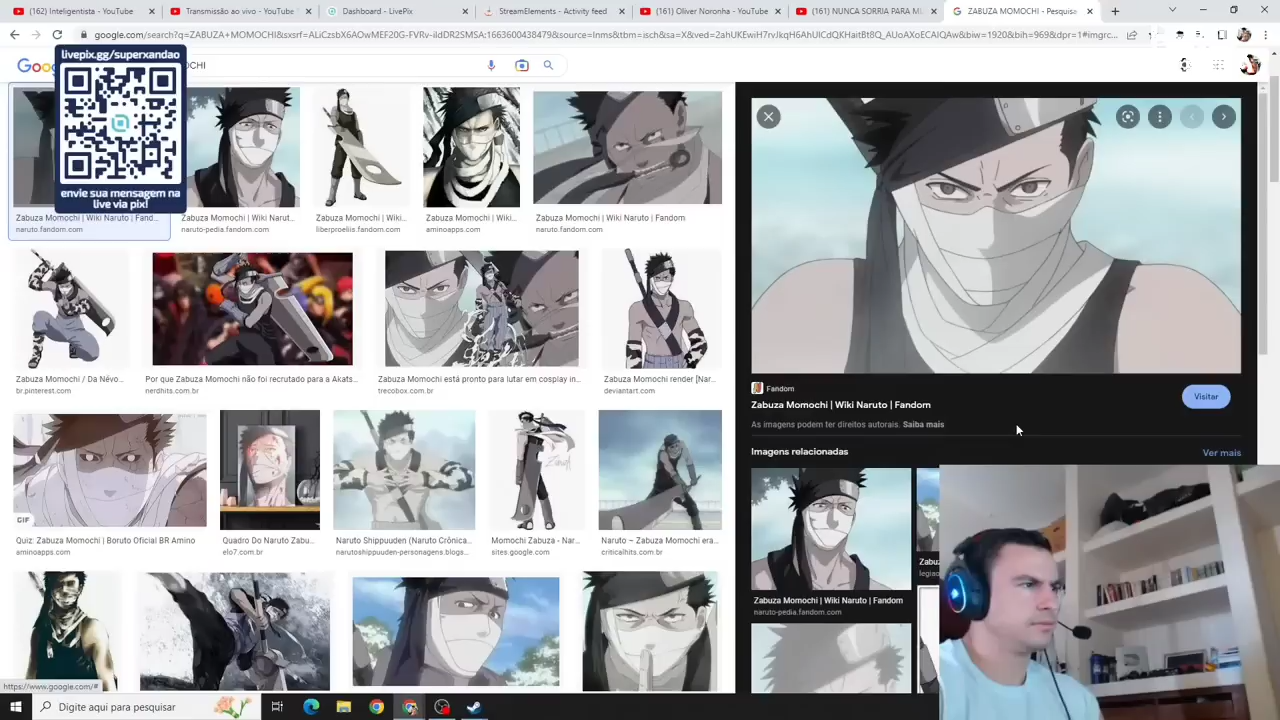 (162) Inteligentista - YouTube
Transmissão ao vivo - YouTube
Dashboard - LivePix
StreamElements - Activity feed
(161) Oliver Noronha - YouTube
(161) NUNCA SORRIA PARA M
ZABUZA MOMOCHI - Pesquisa
google.com/search?q=ZABUZA+MOMOCHI
livepix.gg/superxandao
envie sua mensagem na
live via pix!
Zabuza Momochi | Wiki Naruto | Fand...
naruto.fandom.com
Zabuza Momochi | Wiki Narut...
naruto-pedia.fandom.com
Zabuza Momochi | Wiki...
liberproeliis.fandom.com
Zabuza Momochi | Wiki...
aminoapps.com
Zabuza Momochi | Wiki Naruto | Fandom
naruto.fandom.com
Zabuza Momochi / Da Névo...
br.pinterest.com
Por que Zabuza Momochi não foi recrutado para a Akats...
nerdhits.com.br
Zabuza Momochi está pronto para lutar em cosplay in...
trecobox.com.br
Zabuza Momochi render [Nar...
deviantart.com
GIF
Quiz: Zabuza Momochi | Boruto Oficial BR Amino
aminoapps.com
Quadro Do Naruto Zabu...
elo7.com.br
Naruto Shippuuden (Naruto Crônica...
narutoshippuuden-personagens.blogs...
Momochi Zabuza - Nar...
sites.google.com
Naruto ~ Zabuza Momochi era...
criticalhits.com.br
Fandom
Zabuza Momochi | Wiki Naruto | Fandom
Visitar
As imagens podem ter direitos autorais. Saiba mais
Imagens relacionadas
Ver mais
Zabuza Momochi | Wiki Naruto | Fandom
naruto-pedia.fandom.com
Zabu
legiao
https://www.google.com/#
Digite aqui para pesquisar